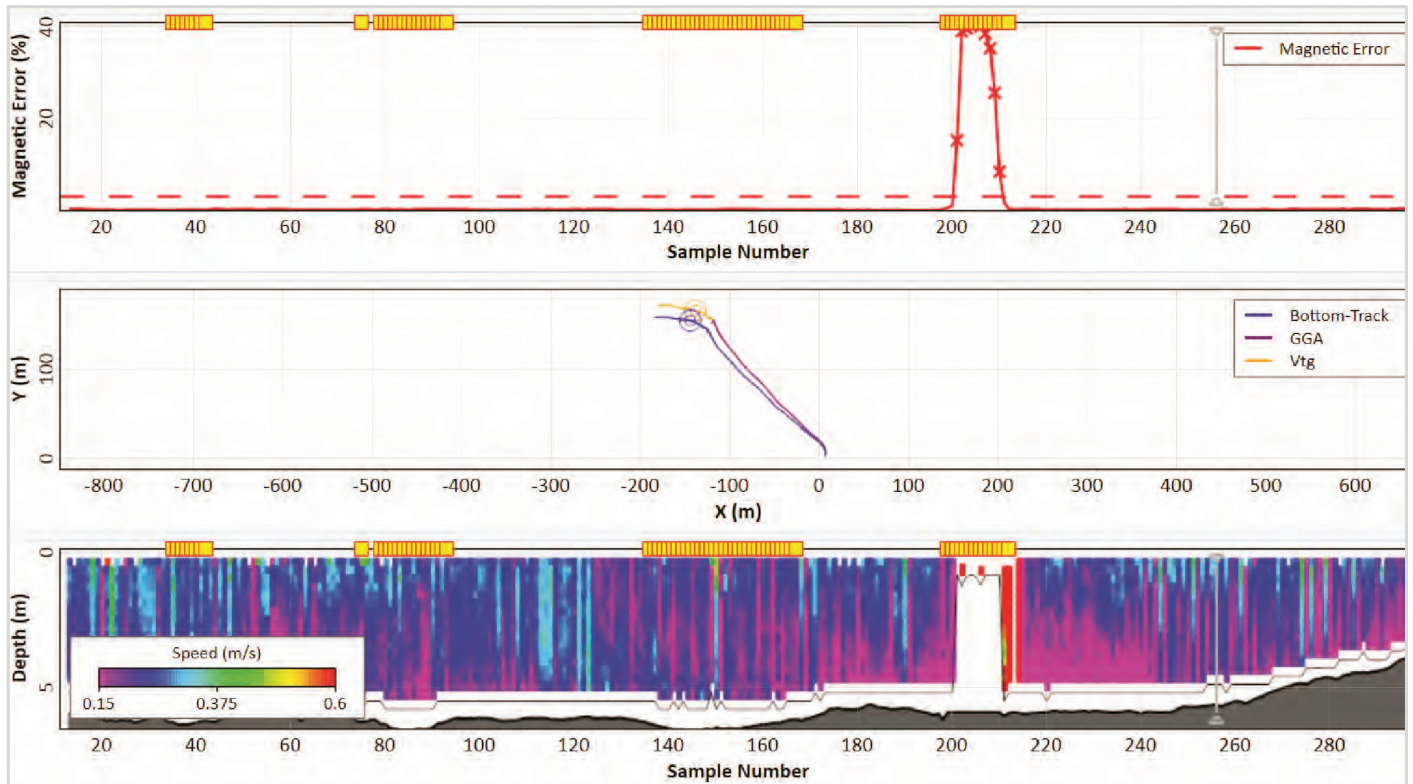 40
20
Magnetic Error (%)
Magnetic Error
20 40 60 80 100 120 140 160 180 200 220 240 260 280
Sample Number
100
0
Y (m)
Bottom-Track
GGA
Vtg
-800 -700 -600 -500 -400 -300 -200 -100 0 100 200 300 400 500 600
X (m)
0
5
Depth (m)
Speed (m/s)
0.15 0.375 0.6
20 40 60 80 100 120 140 160 180 200 220 240 260 280
Sample Number